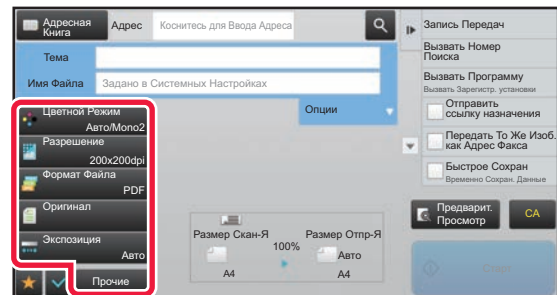 Адресная
Книга
Адрес
Коснитесь для Ввода Адреса
Тема
Имя Файла
Задано в Системных Настройках
Опции
Цветной Режим
Авто/Mono2
Разрешение
200x200dpi
Формат Файла
PDF
Оригинал
Экспозиция
Авто
Прочие
Размер Скан-Я
A4
100%
Размер Отпр-Я
Авто
A4
Запись Передач
Вызвать Номер
Поиска
Вызвать Программу
Вызвать Зарегистр. установки
Отправить
ссылку назначения
Передать То Же Изоб.
как Адрес Факса
Быстрое Сохран
Временно Сохран. Данные
Предварит.
Просмотр
CA
Старт